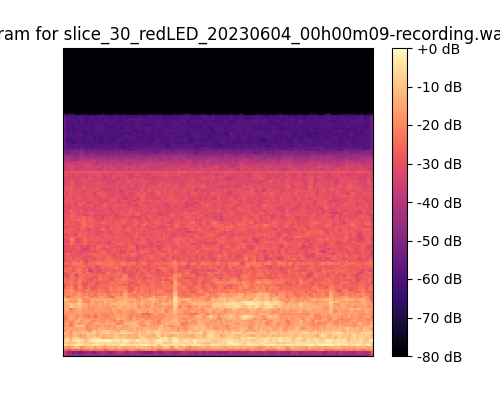 ram for slice_30_redLED_20230604_00h00m09-recording.wa
+0 dB
-10 dB
-20 dB
-30 dB
-40 dB
-50 dB
-60 dB
-70 dB
-80 dB